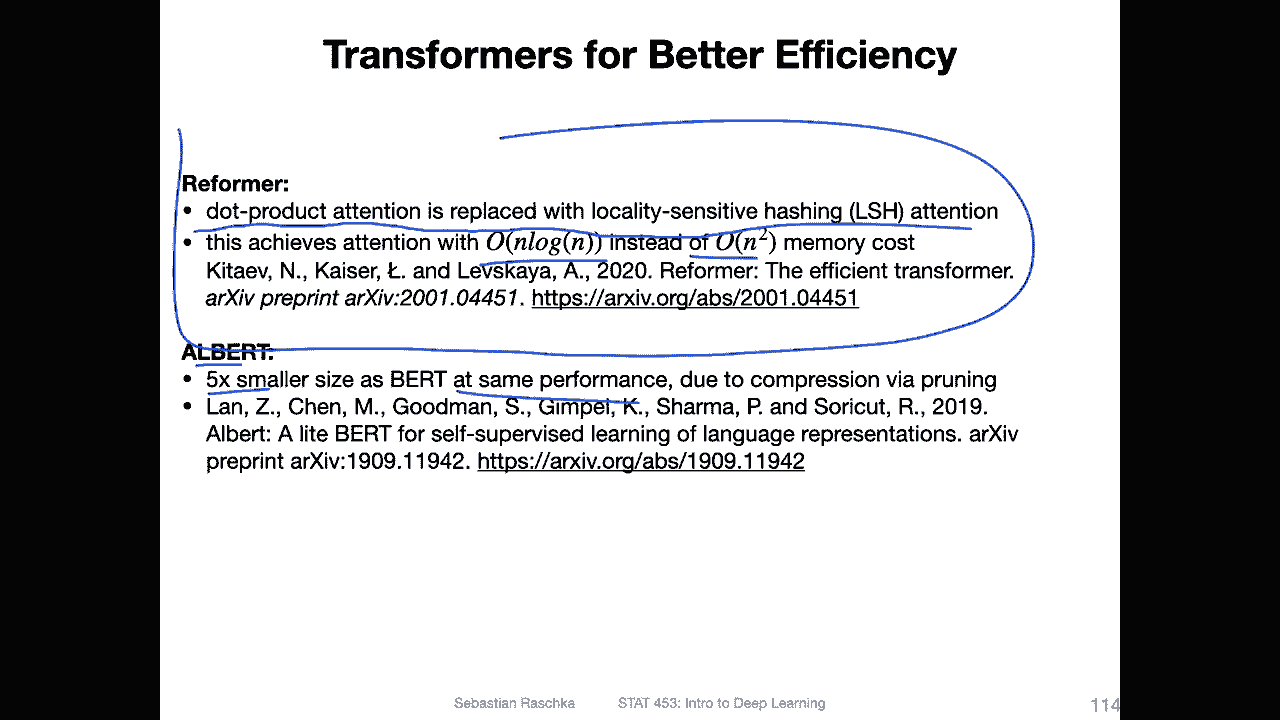 Transformers for Better Efficiency
Reformer:
• dot-product attention is replaced with locality-sensitive hashing (LSH) attention
• this achieves attention with O(nlog(n)) instead of O(n²) memory cost
Kitaev, N., Kaiser, Ł. and Levskaya, A., 2020. Reformer: The efficient transformer.
arXiv preprint arXiv:2001.04451. https://arxiv.org/abs/2001.04451
ALBERT:
• 5x smaller size as BERT at same performance, due to compression via pruning
• Lan, Z., Chen, M., Goodman, S., Gimpel, K., Sharma, P. and Soricut, R., 2019.
Albert: A lite BERT for self-supervised learning of language representations. arXiv
preprint arXiv:1909.11942. https://arxiv.org/abs/1909.11942
Sebastian Raschka STAT 453: Intro to Deep Learning 114